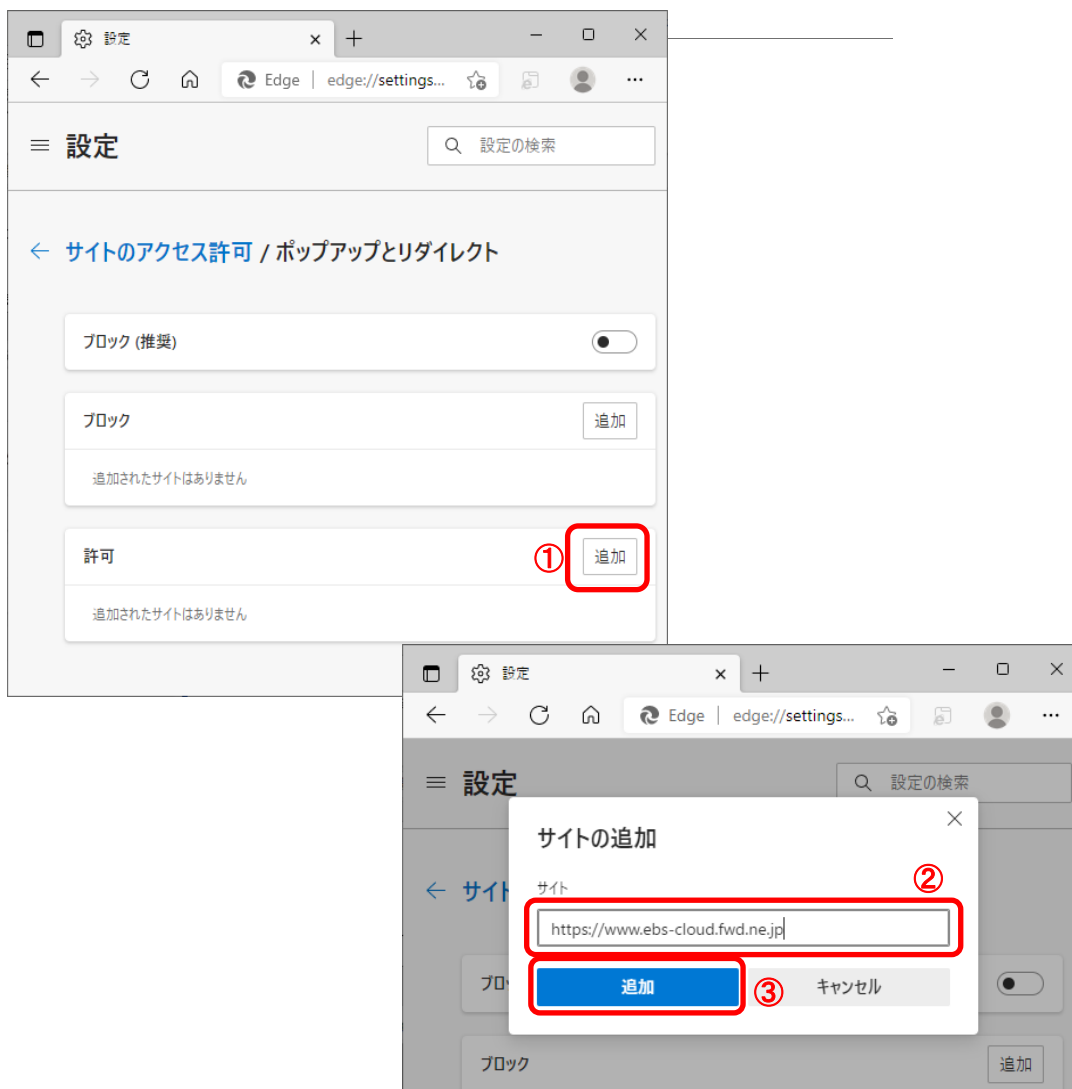 設定
Edge | edge://settings...
設定
設定の検索
サイトのアクセス許可 / ポップアップとリダイレクト
ブロック (推奨)
ブロック
追加
追加されたサイトはありません
許可
①
追加
追加されたサイトはありません
設定
Edge | edge://settings...
設定
設定の検索
サイトの追加
サイト
サイト
②
https://www.ebs-cloud.fwd.ne.jp
ブロ
追加
③
キャンセル
ブロック
追加